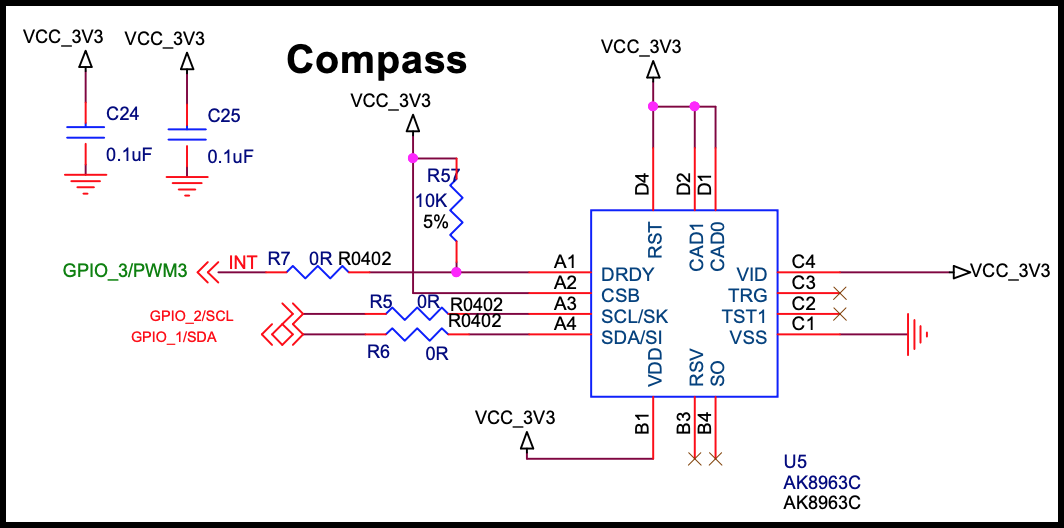 VCC_3V3
VCC_3V3
Compass
VCC_3V3
VCC_3V3
C24
0.1uF
C25
0.1uF
R57
10K
5%
D4
D2
D1
RST
CAD1
CAD0
GPIO_3/PWM3
INT
R7
0R
R0402
A1
DRDY
VID
C4
VCC_3V3
A2
CSB
TRG
C3
GPIO_2/SCL
R5
0R
R0402
A3
SCL/SK
TST1
C2
GPIO_1/SDA
R6
0R
R0402
A4
SDA/SI
VSS
C1
VDD
RSV
SO
VCC_3V3
B1
B3
B4
U5
AK8963C
AK8963C